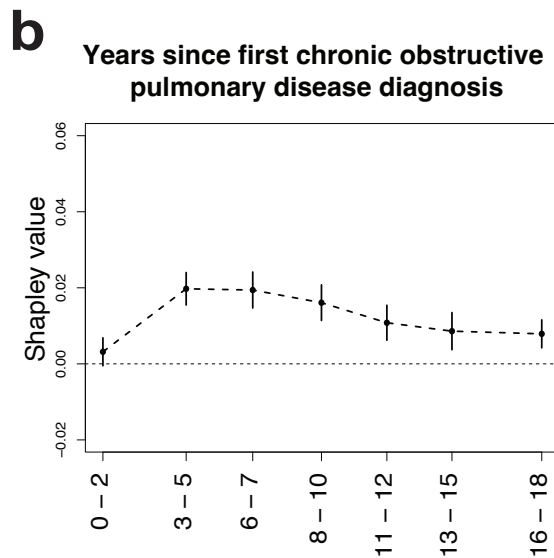 b
Years since first chronic obstructive
pulmonary disease diagnosis
Shapley value
0.06
0.04
0.02
0.00
−0.02
0 − 2
3 − 5
6 − 7
8 − 10
11 − 12
13 − 15
16 − 18